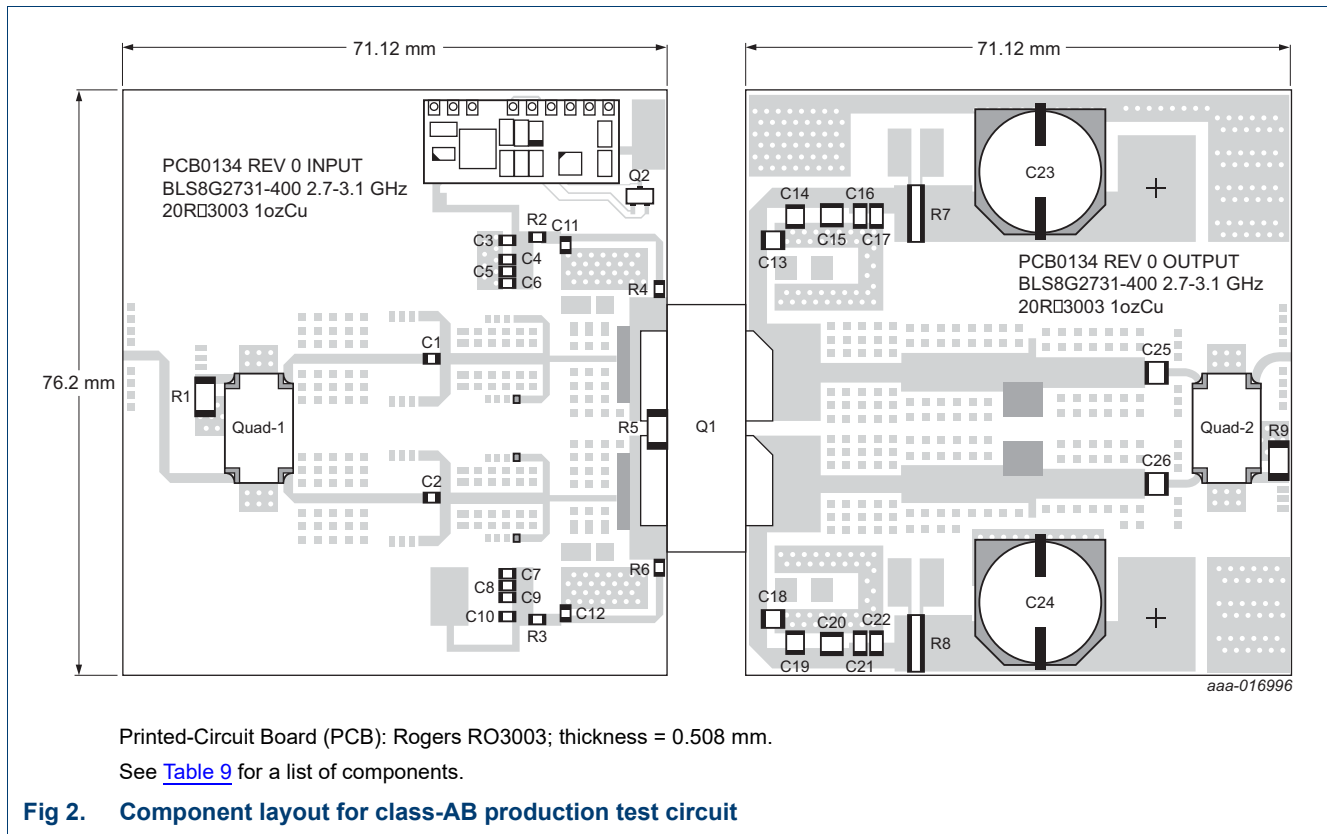 71.12 mm
71.12 mm
76.2 mm
PCB0134 REV 0 INPUT
BLS8G2731-400 2.7-3.1 GHz
20R▯3003 1ozCu
Q2
C3
R2
C11
C4
C5
C6
R4
C1
R1
Quad-1
R5
Q1
C2
C7
C8
C9
C10
R3
C12
R6
C14
C16
C15
C17
C13
R7
C23
PCB0134 REV 0 OUTPUT
BLS8G2731-400 2.7-3.1 GHz
20R▯3003 1ozCu
C25
Quad-2
R9
C26
C18
C20
C22
C19
C21
R8
C24
aaa-016996
Printed-Circuit Board (PCB): Rogers RO3003; thickness = 0.508 mm.
See Table 9 for a list of components.
Fig 2. Component layout for class-AB production test circuit